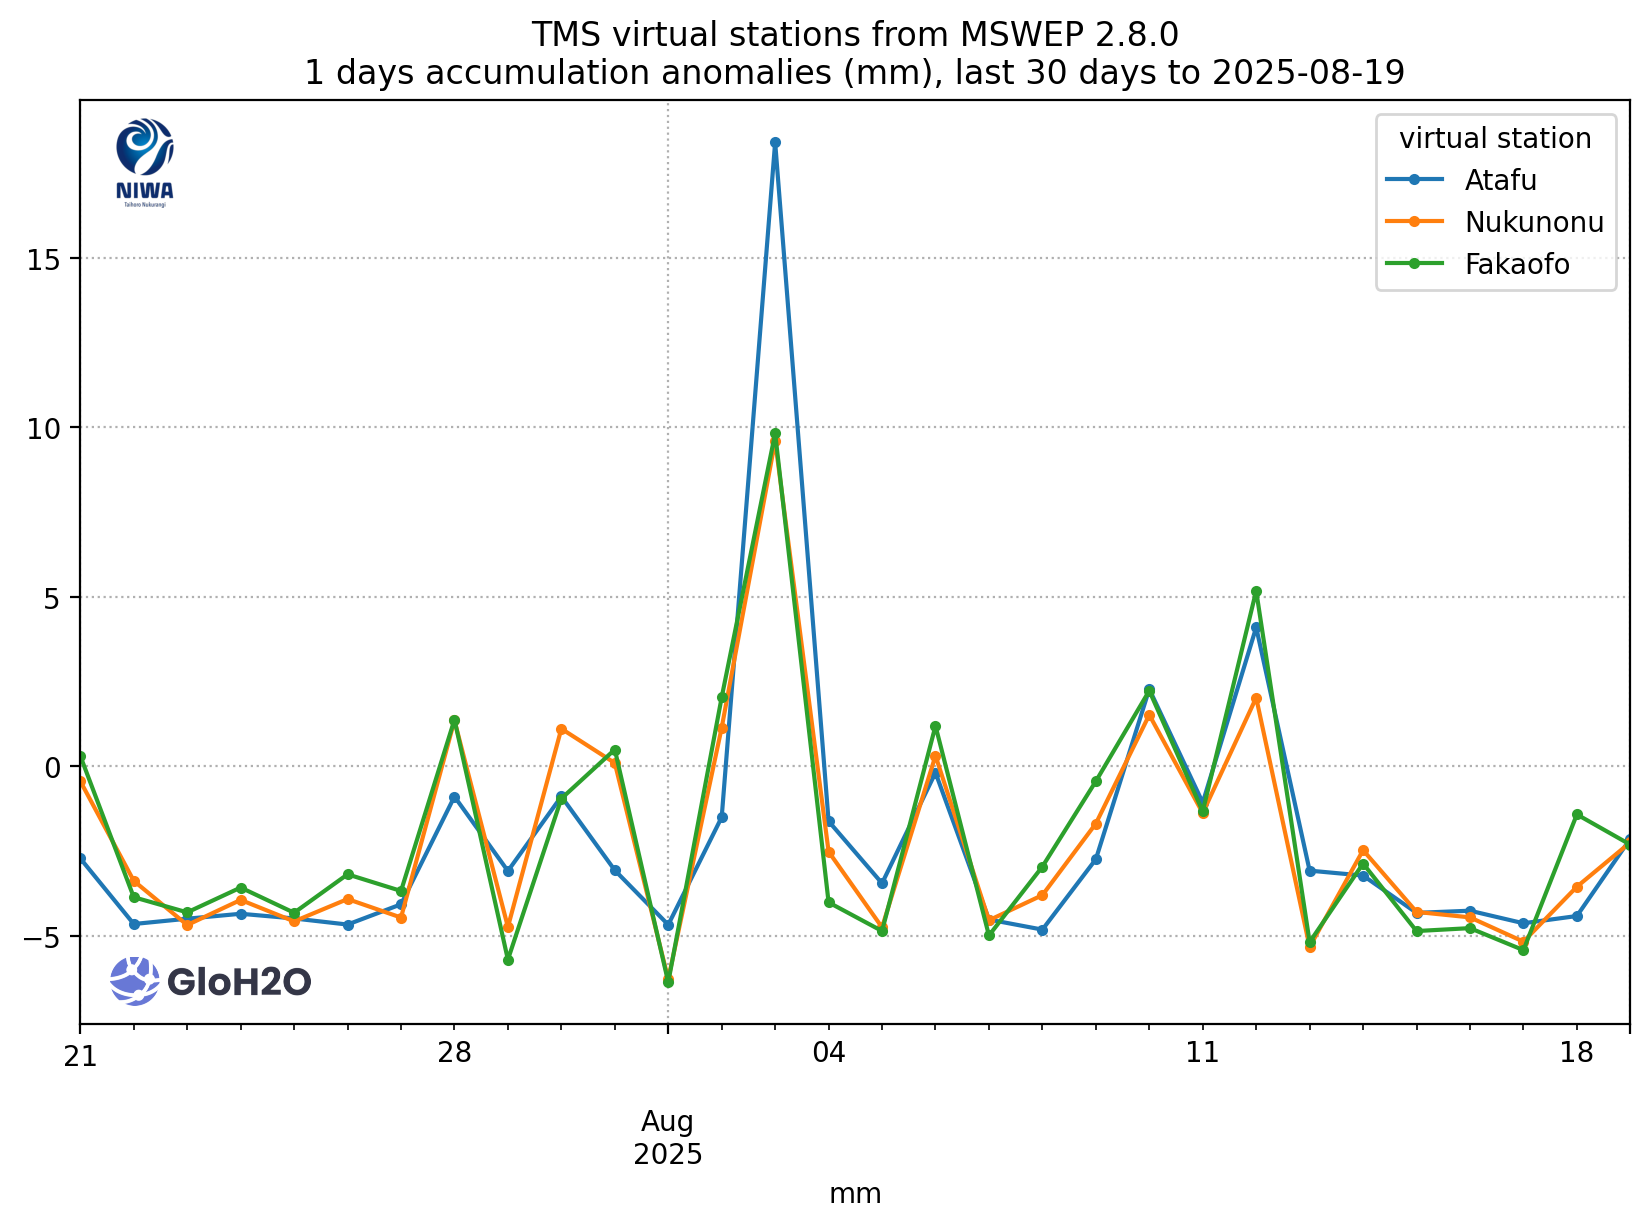 TMS virtual stations from MSWEP 2.8.0
1 days accumulation anomalies (mm), last 30 days to 2025-08-19
NIWA
Taihoro Nukurangi
virtual station
Atafu
Nukunonu
Fakaofo
15
10
5
0
−5
GloH2O
21
28
04
11
18
Aug
2025
mm